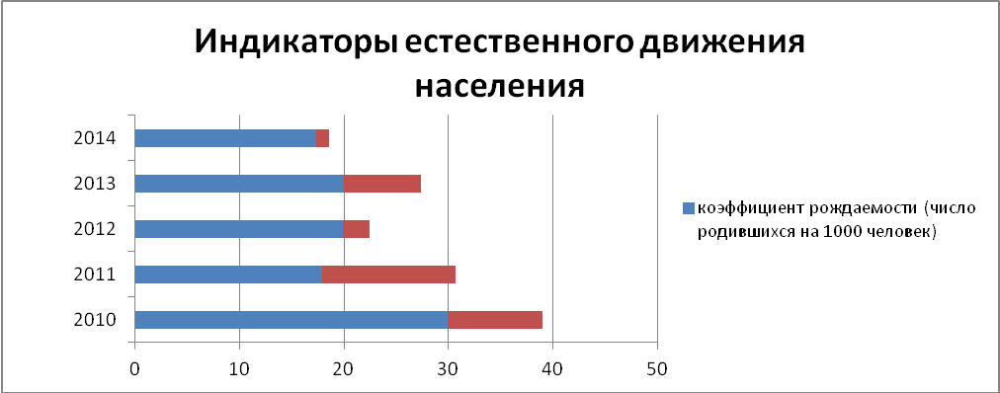 Индикаторы естественного движения
населения
2014
2013
2012
2011
2010
0 10 20 30 40 50
коэффициент рождаемости (число
родившихся на 1000 человек)